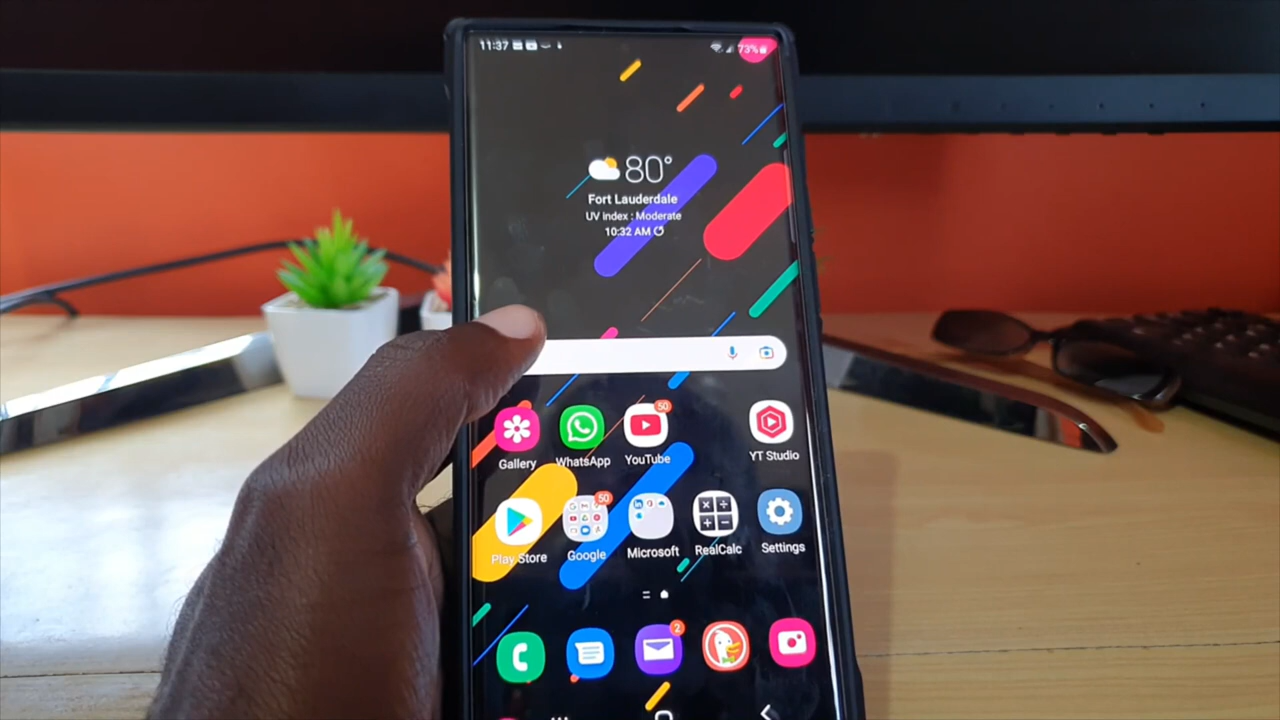 11:37
73%
80°
Fort Lauderdale
UV index : Moderate
10:32 AM
50
Gallery WhatsApp YouTube YT Studio
50
Play Store Google Microsoft RealCalc Settings
2